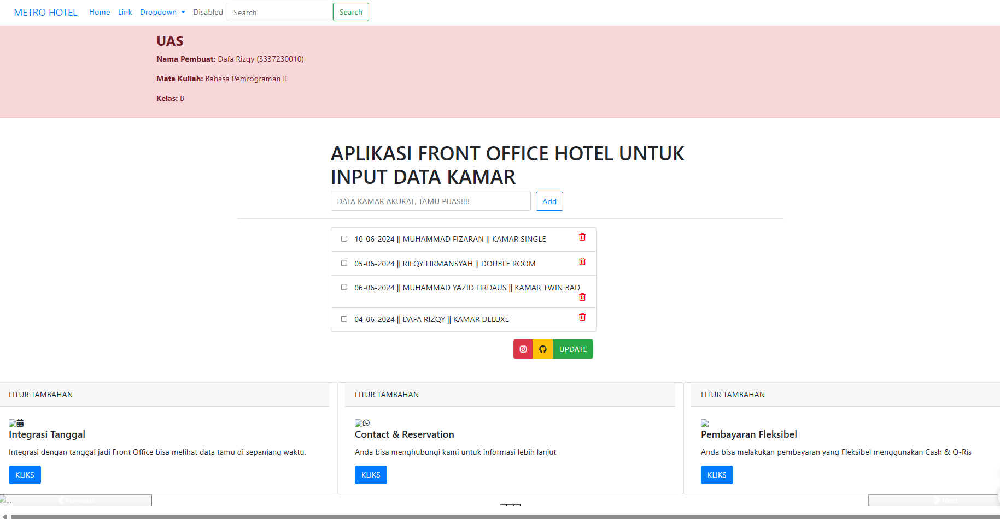 METRO HOTEL Home Link Dropdown Disabled Search Search
UAS
Nama Pembuat: Dafa Rizqy (3337230010)
Mata Kuliah: Bahasa Pemrograman II
Kelas: B
APLIKASI FRONT OFFICE HOTEL UNTUK
INPUT DATA KAMAR
DATA KAMAR AKURAT, TAMU PUAS!!!! Add
10-06-2024 || MUHAMMAD FIZARAN || KAMAR SINGLE
05-06-2024 || RIFQY FIRMANSYAH || DOUBLE ROOM
06-06-2024 || MUHAMMAD YAZID FIRDAUS || KAMAR TWIN BAD
04-06-2024 || DAFA RIZQY || KAMAR DELUXE
UPDATE
FITUR TAMBAHAN
Integrasi Tanggal
Integrasi dengan tanggal jadi Front Office bisa melihat data tamu di sepanjang waktu.
KLIKS
FITUR TAMBAHAN
Contact & Reservation
Anda bisa menghubungi kami untuk informasi lebih lanjut
KLIKS
FITUR TAMBAHAN
Pembayaran Fleksibel
Anda bisa melakukan pembayaran yang Fleksibel menggunakan Cash & Q-Ris
KLIKS
... Previous
Next